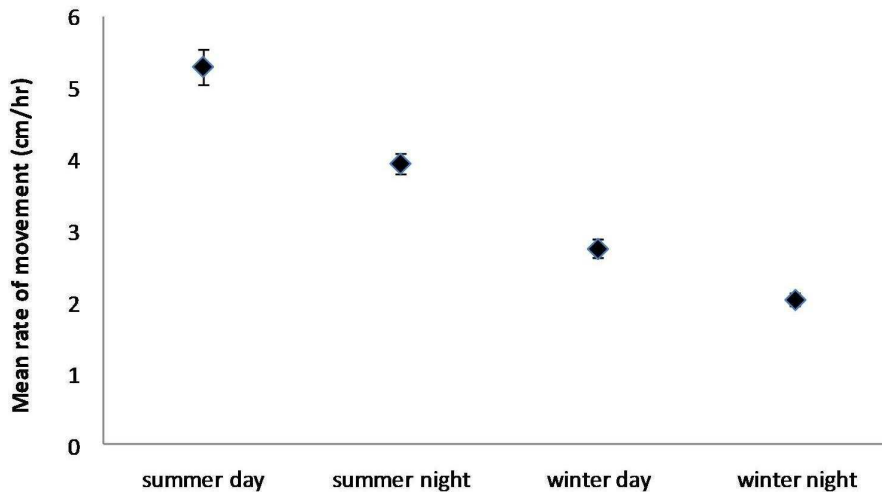 Mean rate of movement (cm/hr)
6
5
4
3
2
1
0
summer day
summer night
winter day
winter night